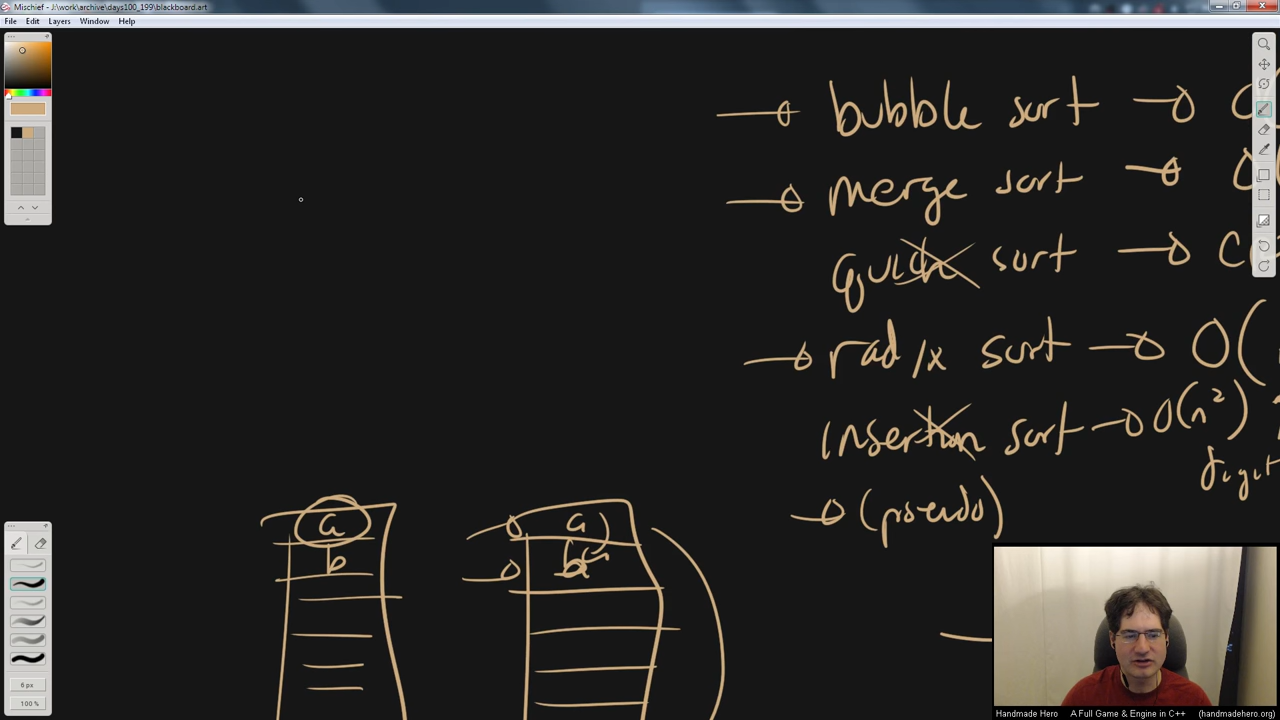 Mischief - J:\work\archive\days100_199\blackboard.art
File Edit Layers Window Help
bubble sort
merge sort
quick sort
radix sort → O(
insertion sort → O(n²)
digit
(pseudo)
a
b
a
b
6 px
100 %
Handmade Hero A Full Game & Engine in C++ (handmadehero.org)